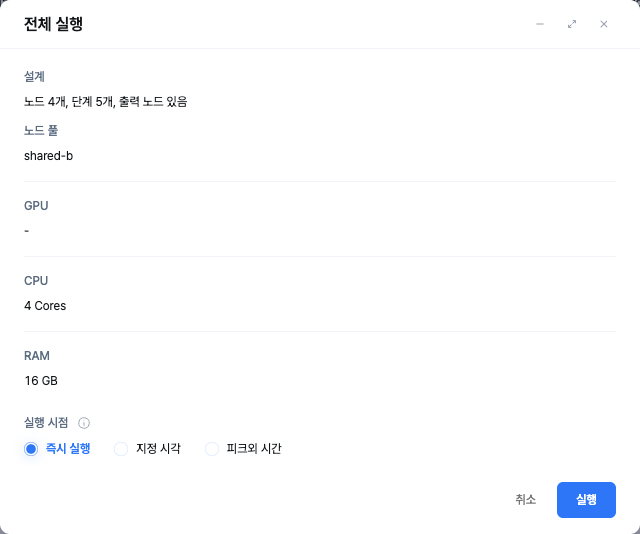 전체 실행
설계
노드 4개, 단계 5개, 출력 노드 있음
노드 풀
shared-b
GPU
-
CPU
4 Cores
RAM
16 GB
실행 시점
즉시 실행 지정 시각 피크외 시간
취소 실행